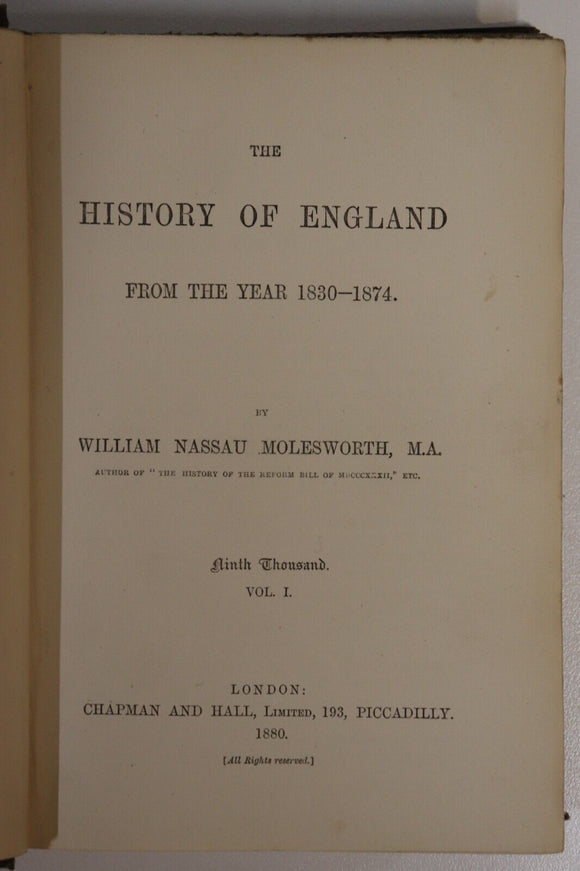 THE
HISTORY OF ENGLAND
FROM THE YEAR 1830—1874.
BY
WILLIAM NASSAU MOLESWORTH, M.A.
AUTHOR OF "THE HISTORY OF THE REFORM BILL OF MDCCCXXXII," ETC.
Ninth Thousand.
VOL. I.
LONDON:
CHAPMAN AND HALL, LIMITED, 193, PICCADILLY.
1880.
[All Rights reserved.]